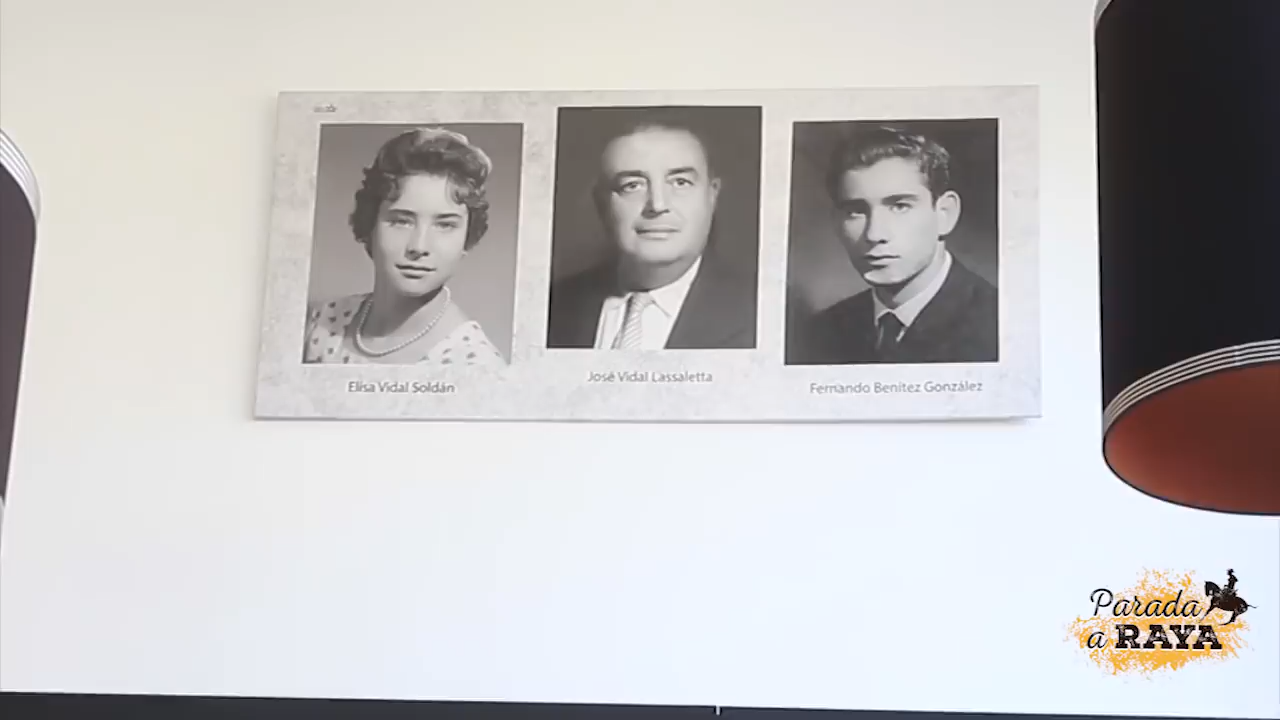 Elisa Vidal Soldán
José Vidal Lassaletta
Fernando Benítez González
Parada
a RAYA